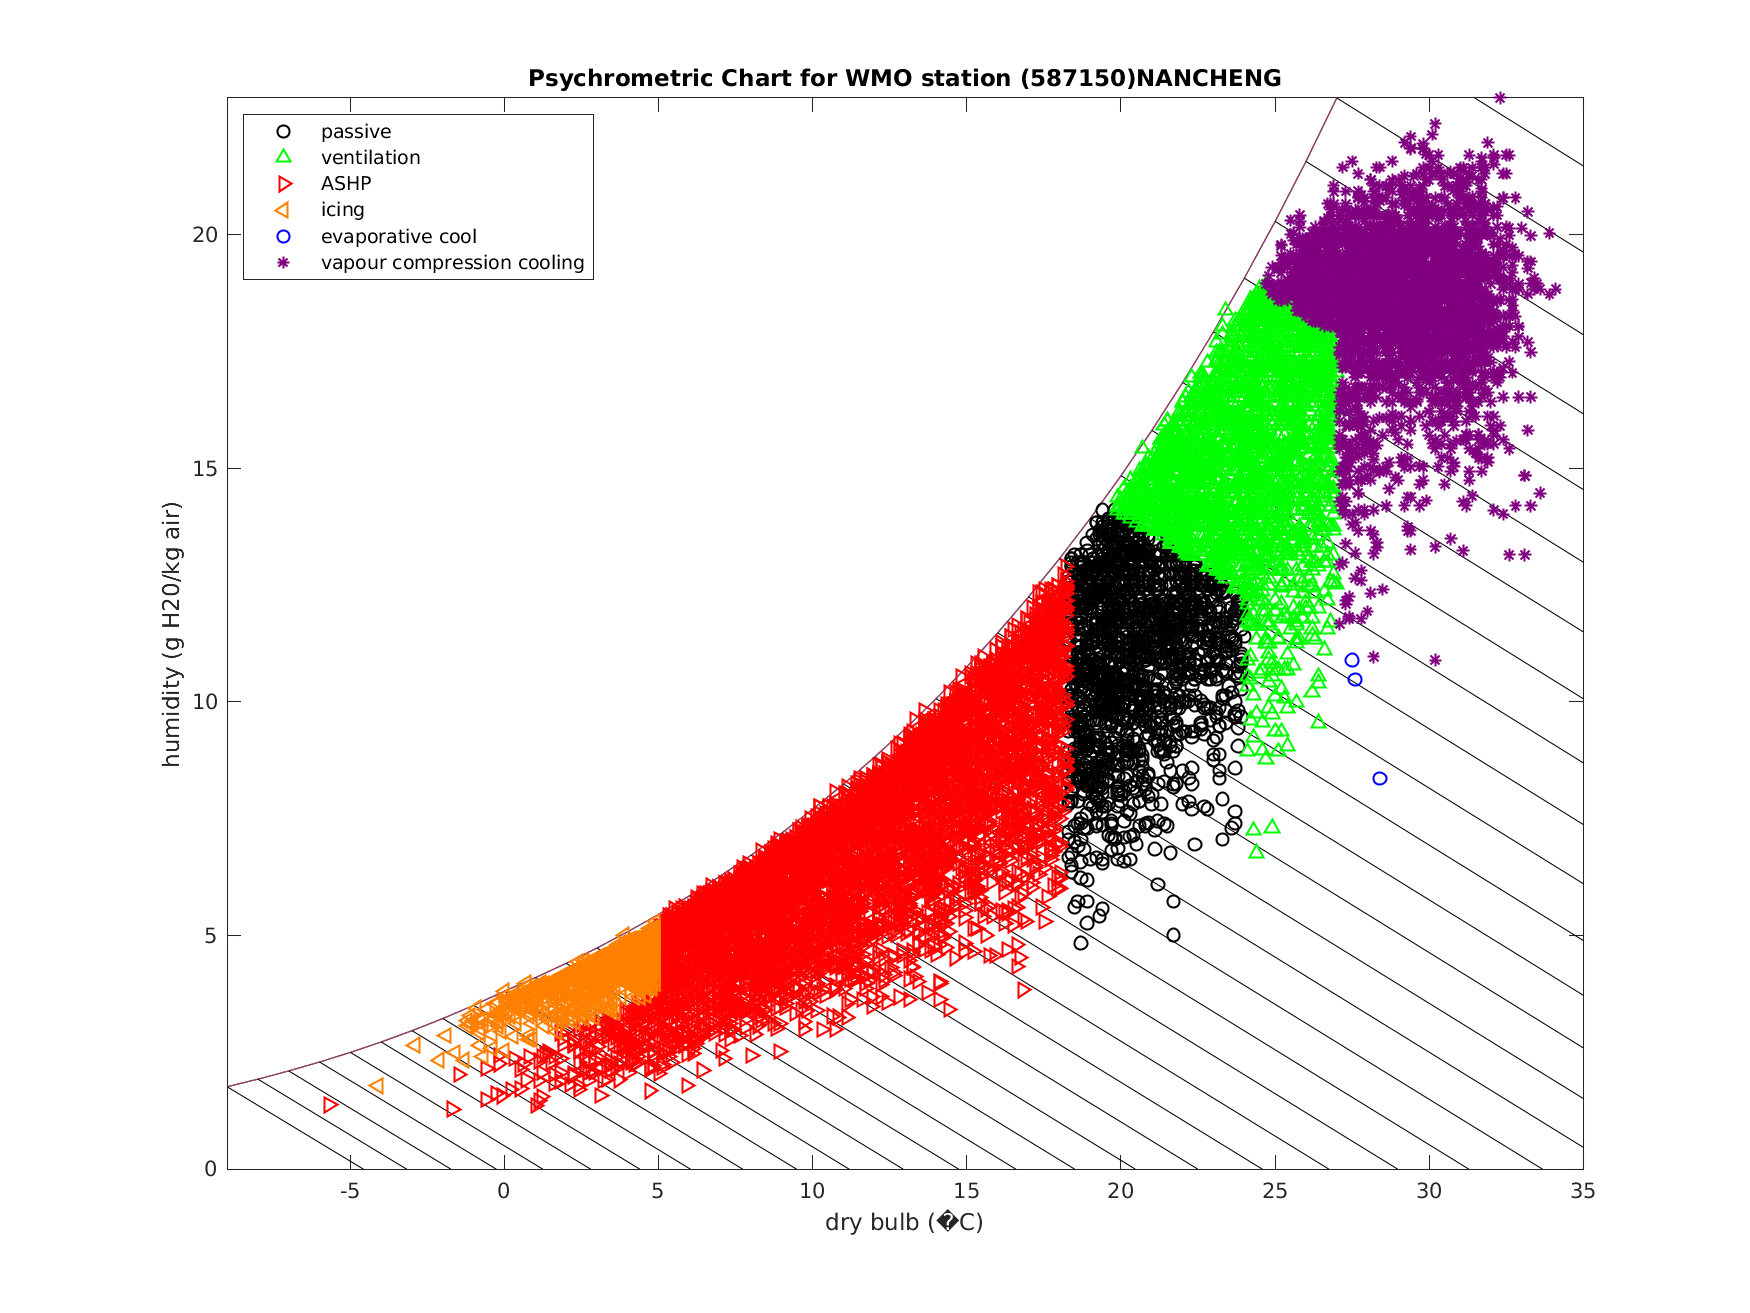 Psychrometric Chart for WMO station (587150)NANCHENG
passive
ventilation
ASHP
icing
evaporative cool
vapour compression cooling
humidity (g H20/kg air)
20
15
10
5
0
-5 0 5 10 15 20 25 30 35
dry bulb (�C)